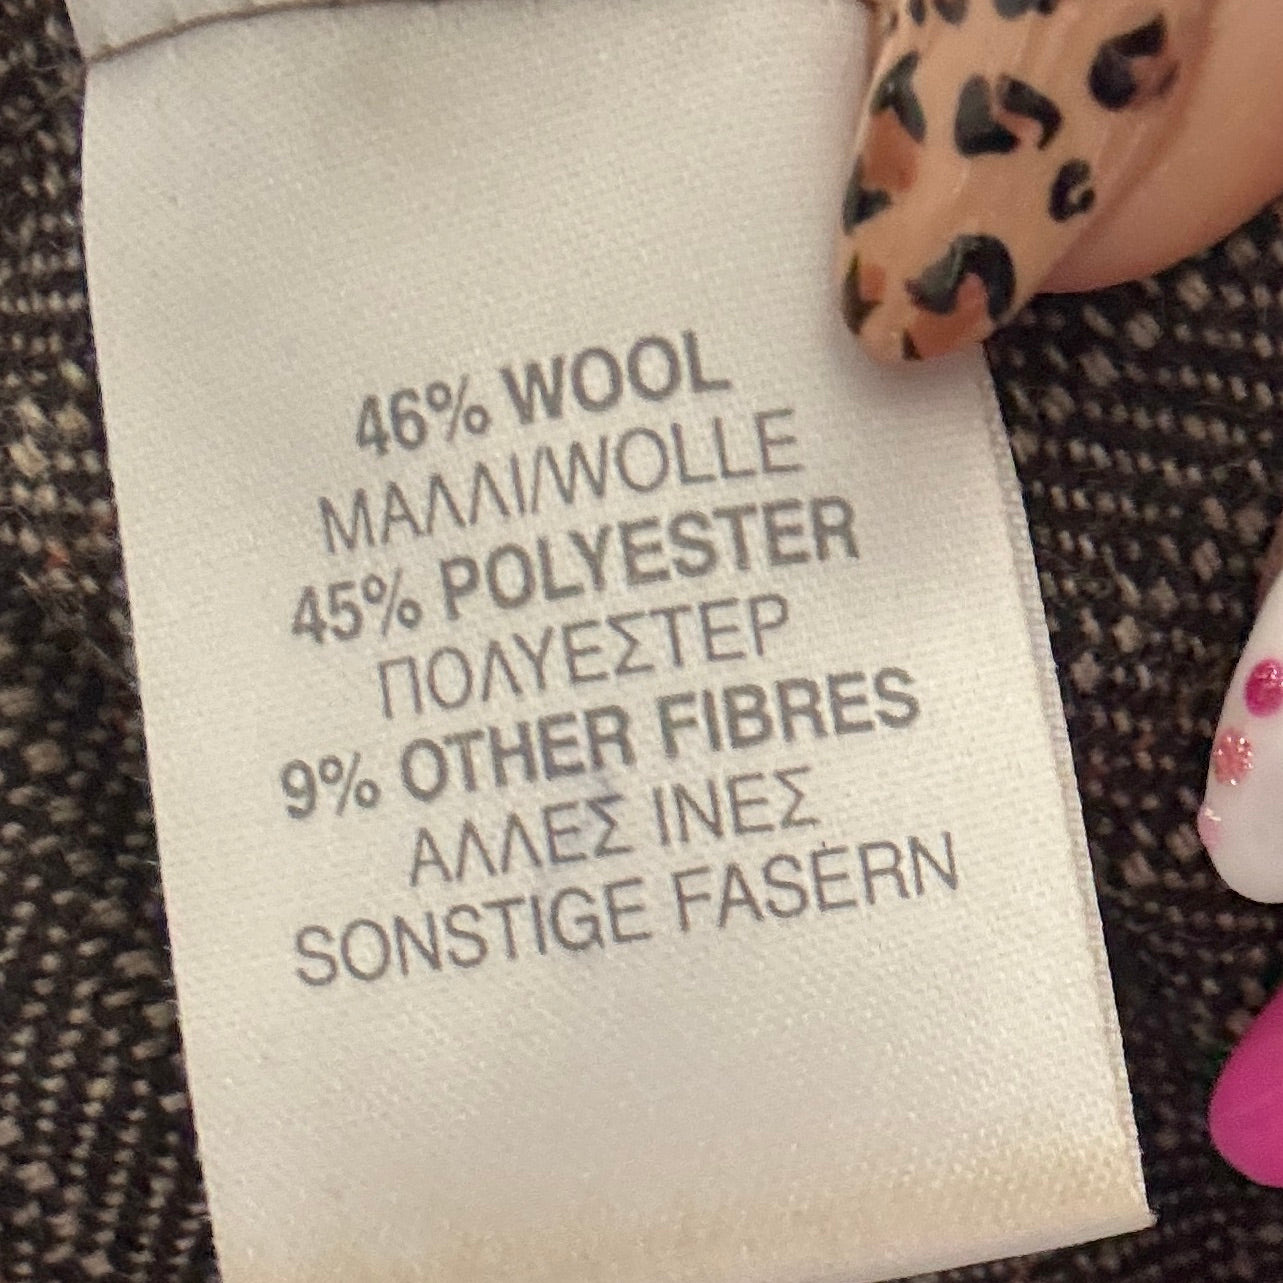 46% WOOL
ΜΑΛΛΙ/WOLLE
45% POLYESTER
ΠΟΛΥΕΣΤΕΡ
9% OTHER FIBRES
ΑΛΛΕΣ ΙΝΕΣ
SONSTIGE FASERN